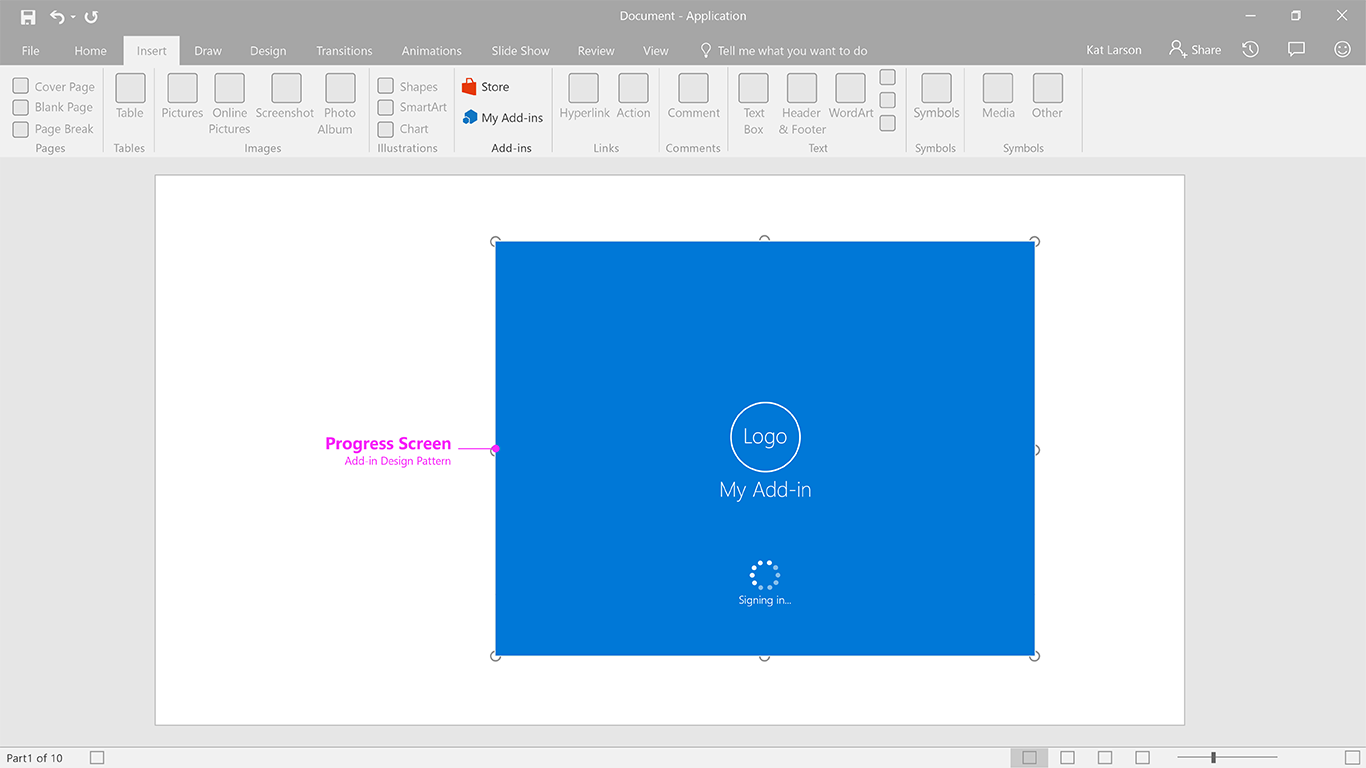 Document - Application
File Home Insert Draw Design Transitions Animations Slide Show Review View Tell me what you want to do Kat Larson Share
Cover Page
Blank Page
Page Break
Pages
Table
Tables
Pictures
Online
Pictures
Screenshot
Photo
Album
Images
Shapes
SmartArt
Chart
Illustrations
Store
My Add-ins
Add-ins
Hyperlink
Action
Links
Comment
Comments
Text
Box
Header
& Footer
WordArt
Text
Symbols
Symbols
Media
Other
Symbols
Progress Screen
Add-in Design Pattern
Logo
My Add-in
Signing in...
Part1 of 10